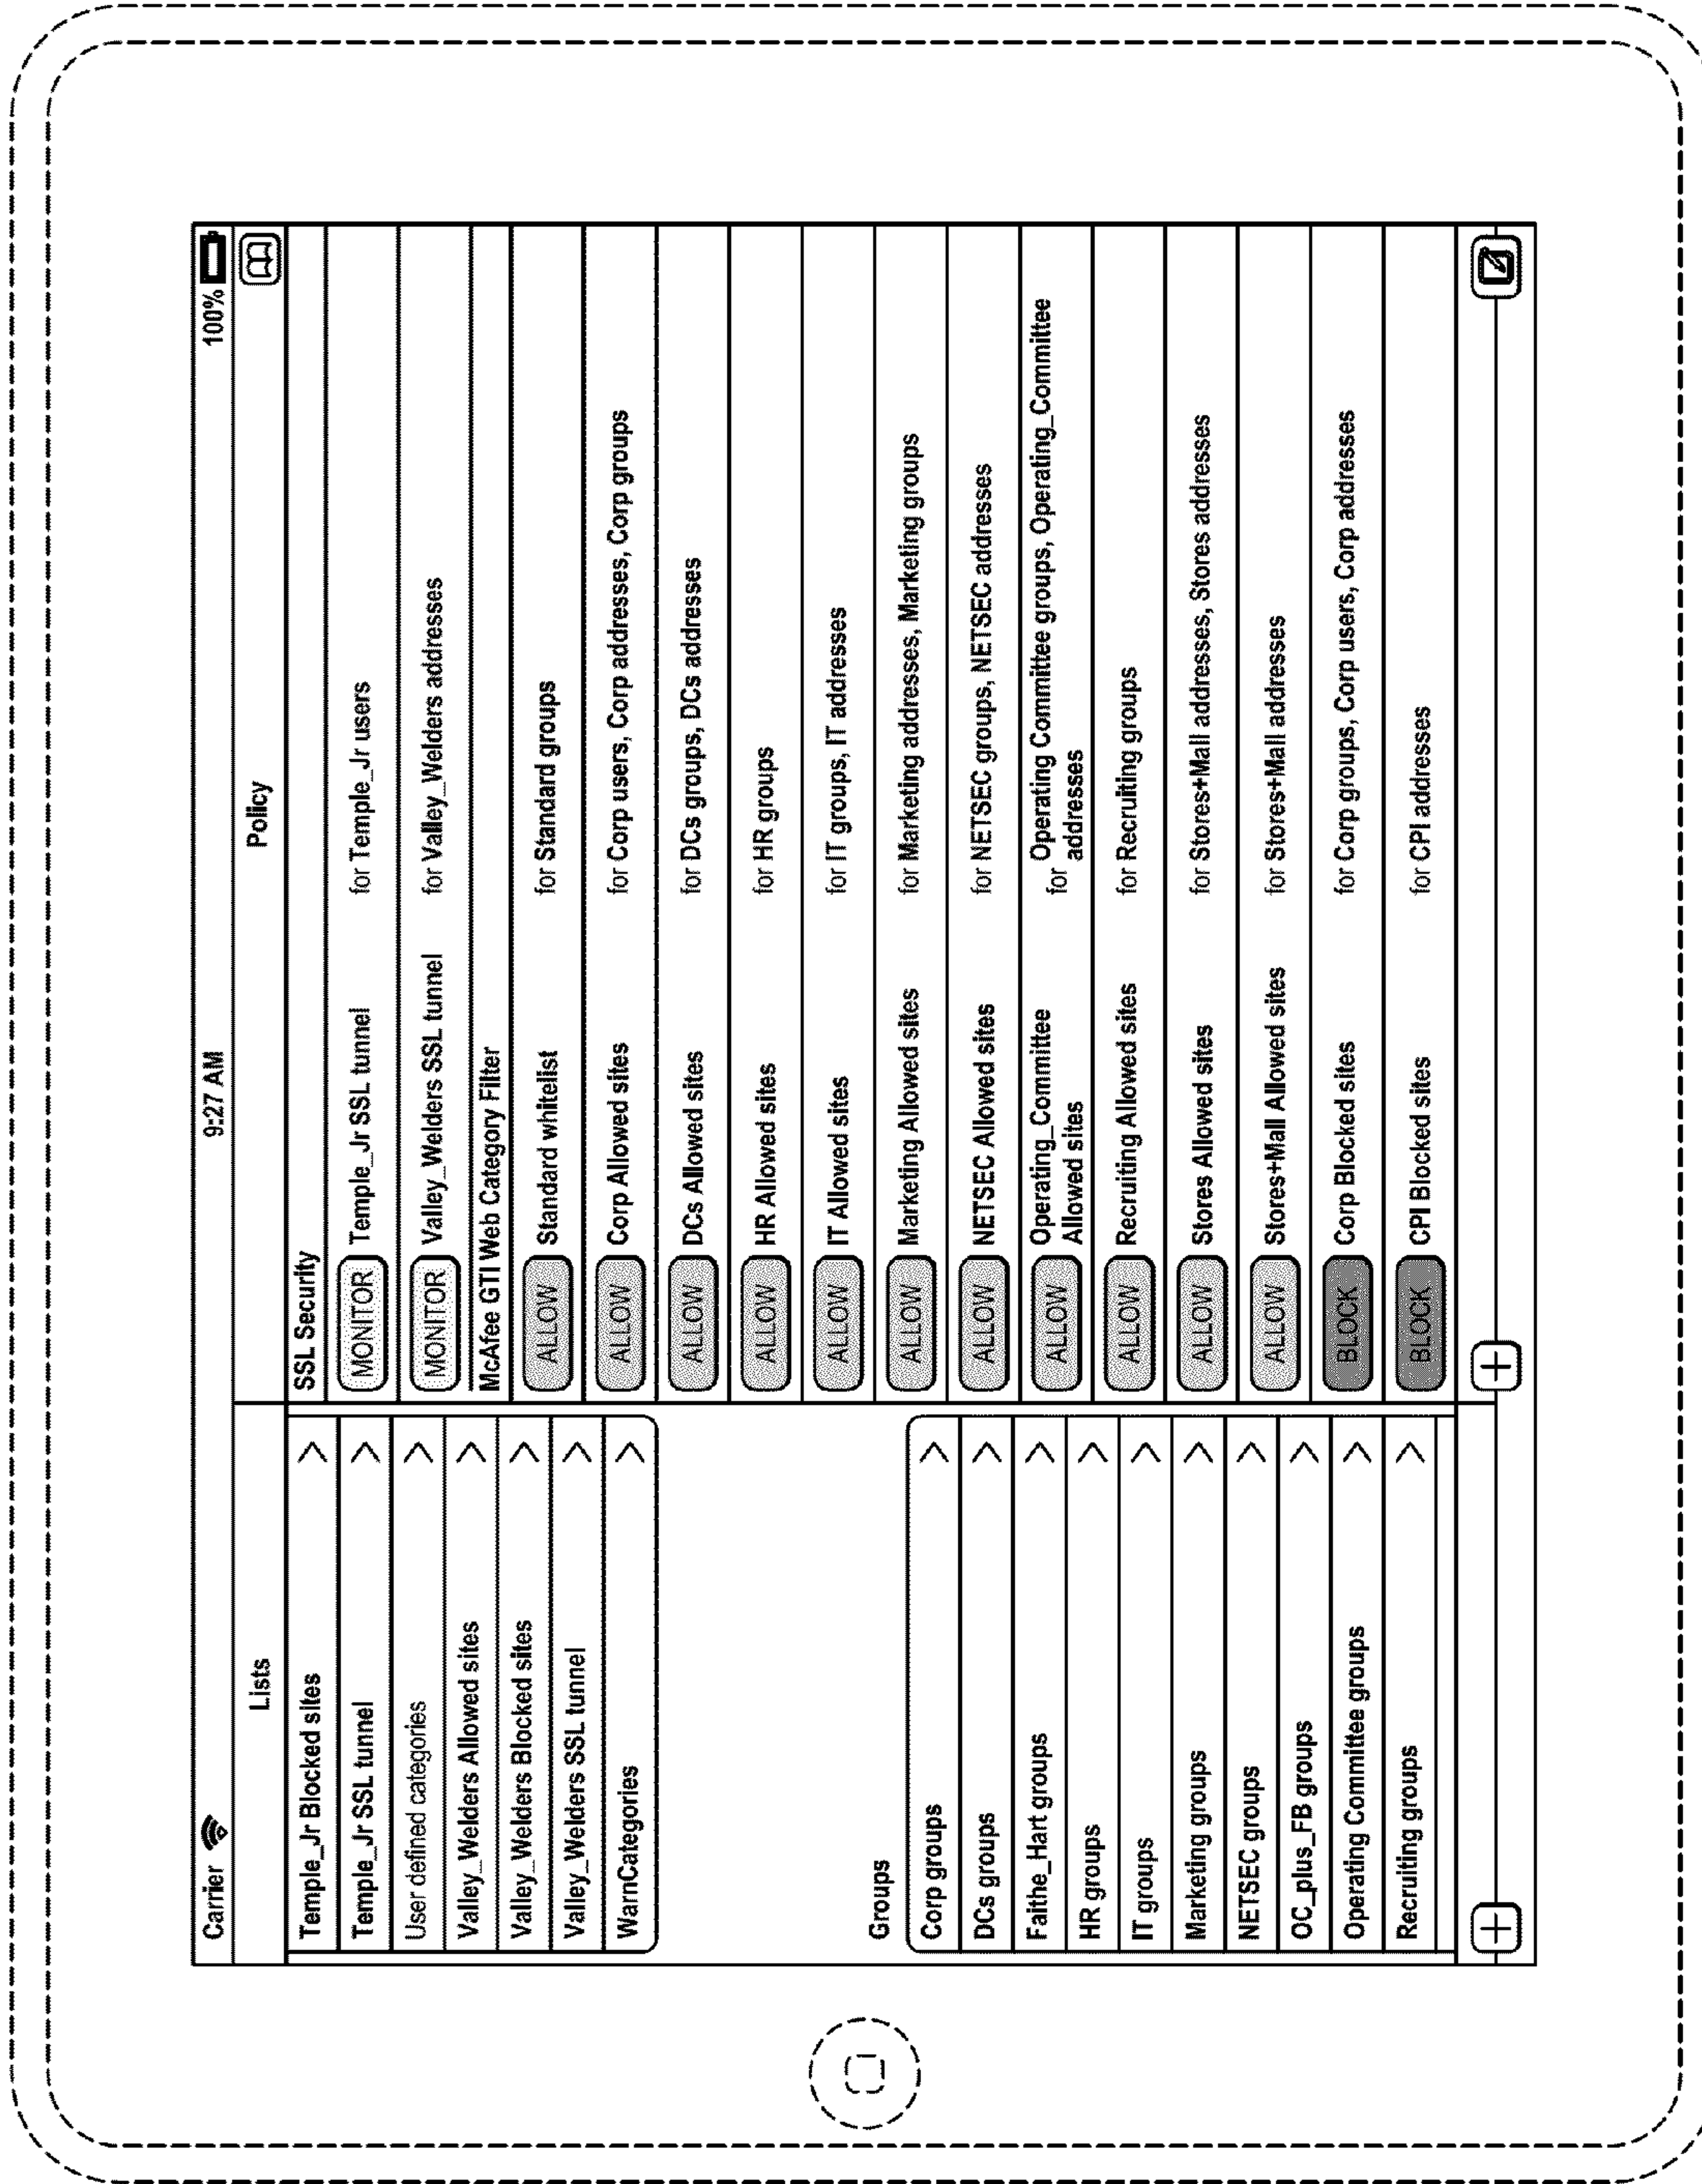 Carrier 9:27 AM 100%
Lists
Temple_Jr Blocked sites
Temple_Jr SSL tunnel
User defined categories
Valley_Welders Allowed sites
Valley_Welders Blocked sites
Valley_Welders SSL tunnel
WarnCategories
Groups
Corp groups
DCs groups
Faithe_Hart groups
HR groups
IT groups
Marketing groups
NETSEC groups
OC_plus_FB groups
Operating Committee groups
Recruiting groups
Policy
SSL Security
MONITOR Temple_Jr SSL tunnel for Temple_Jr users
MONITOR Valley_Welders SSL tunnel for Valley_Welders addresses
McAfee GTI Web Category Filter
ALLOW Standard whitelist for Standard groups
ALLOW Corp Allowed sites for Corp users, Corp addresses, Corp groups
ALLOW DCs Allowed sites for DCs groups, DCs addresses
ALLOW HR Allowed sites for HR groups
ALLOW IT Allowed sites for IT groups, IT addresses
ALLOW Marketing Allowed sites for Marketing addresses, Marketing groups
ALLOW NETSEC Allowed sites for NETSEC groups, NETSEC addresses
ALLOW Operating_Committee for Operating Committee groups, Operating_Committee
Allowed sites addresses
ALLOW Recruiting Allowed sites for Recruiting groups
ALLOW Stores Allowed sites for Stores+Mall addresses, Stores addresses
ALLOW Stores+Mall Allowed sites for Stores+Mall addresses
BLOCK Corp Blocked sites for Corp groups, Corp users, Corp addresses
BLOCK CPI Blocked sites for CPI addresses